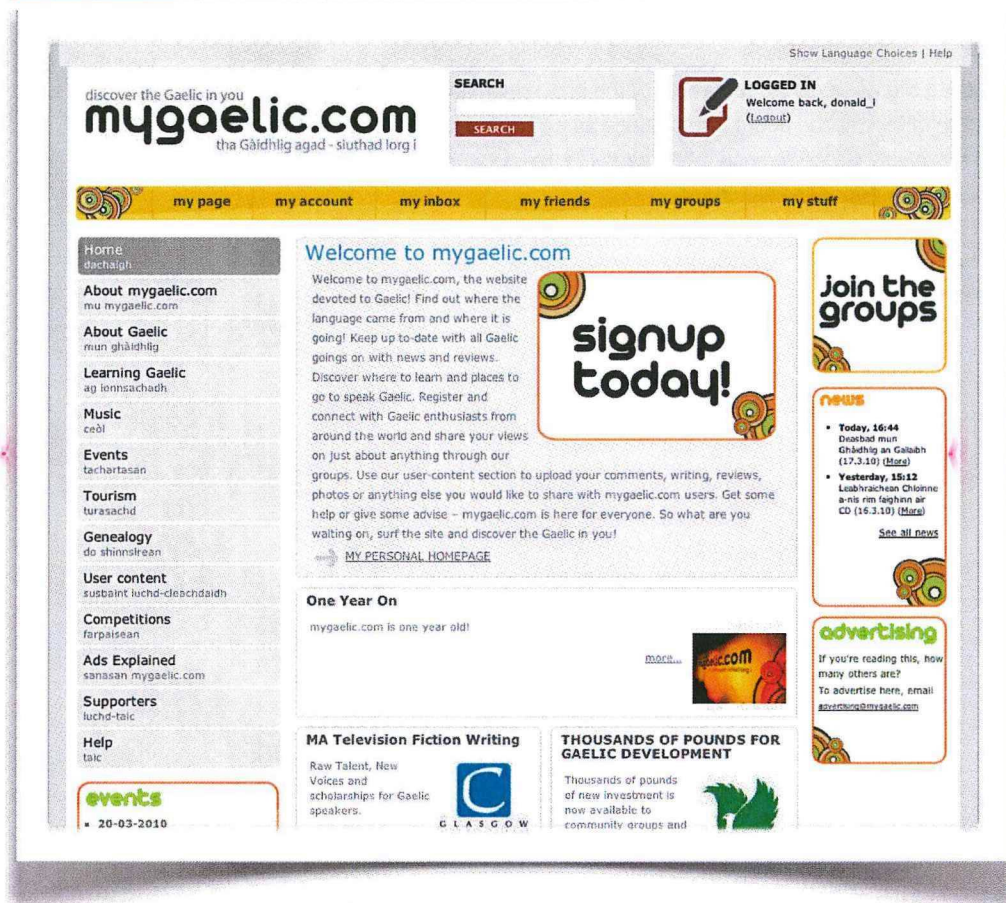 Show Language Choices | Help
discover the Gaelic in you
mygaelic.com
tha Gàidhlig agad - siuthad lorg i
SEARCH
SEARCH
LOGGED IN
Welcome back, donald_i
(Logout)
my page my account my inbox my friends my groups my stuff
Home
dachaigh
About mygaelic.com
mu mygaelic.com
About Gaelic
mun ghàidhlig
Learning Gaelic
ag ionnsachadh
Music
ceòl
Events
tachartasan
Tourism
turasachd
Genealogy
do shinnsirean
User content
susbaint luchd-cleachdaidh
Competitions
farpaisean
Ads Explained
sanasan mygaelic.com
Supporters
luchd-taic
Help
taic
events
20-03-2010
Welcome to mygaelic.com
Welcome to mygaelic.com, the website
devoted to Gaelic! Find out where the
language came from and where it is
going! Keep up to-date with all Gaelic
goings on with news and reviews.
Discover where to learn and places to
go to speak Gaelic. Register and
connect with Gaelic enthusiasts from
around the world and share your views
on just about anything through our
groups. Use our user-content section to upload your comments, writing, reviews,
photos or anything else you would like to share with mygaelic.com users. Get some
help or give some advise – mygaelic.com is here for everyone. So what are you
waiting on, surf the site and discover the Gaelic in you!
MY PERSONAL HOMEPAGE
signup
today!
One Year On
mygaelic.com is one year old!
more...
mygaelic.com
MA Television Fiction Writing
Raw Talent, New
Voices and
scholarships for Gaelic
speakers.
C
GLASGOW
THOUSANDS OF POUNDS FOR
GAELIC DEVELOPMENT
Thousands of pounds
of new investment is
now available to
community groups and
join the
groups
news
Today, 16:44
Deasbad mun
Ghàidhlig an Gallaibh
(17.3.10) (More)
Yesterday, 15:12
Leabhraichean Chloinne
a-nis rim faighinn air
CD (16.3.10) (More)
See all news
advertising
If you're reading this, how
many others are?
To advertise here, email
advertising@mygaelic.com